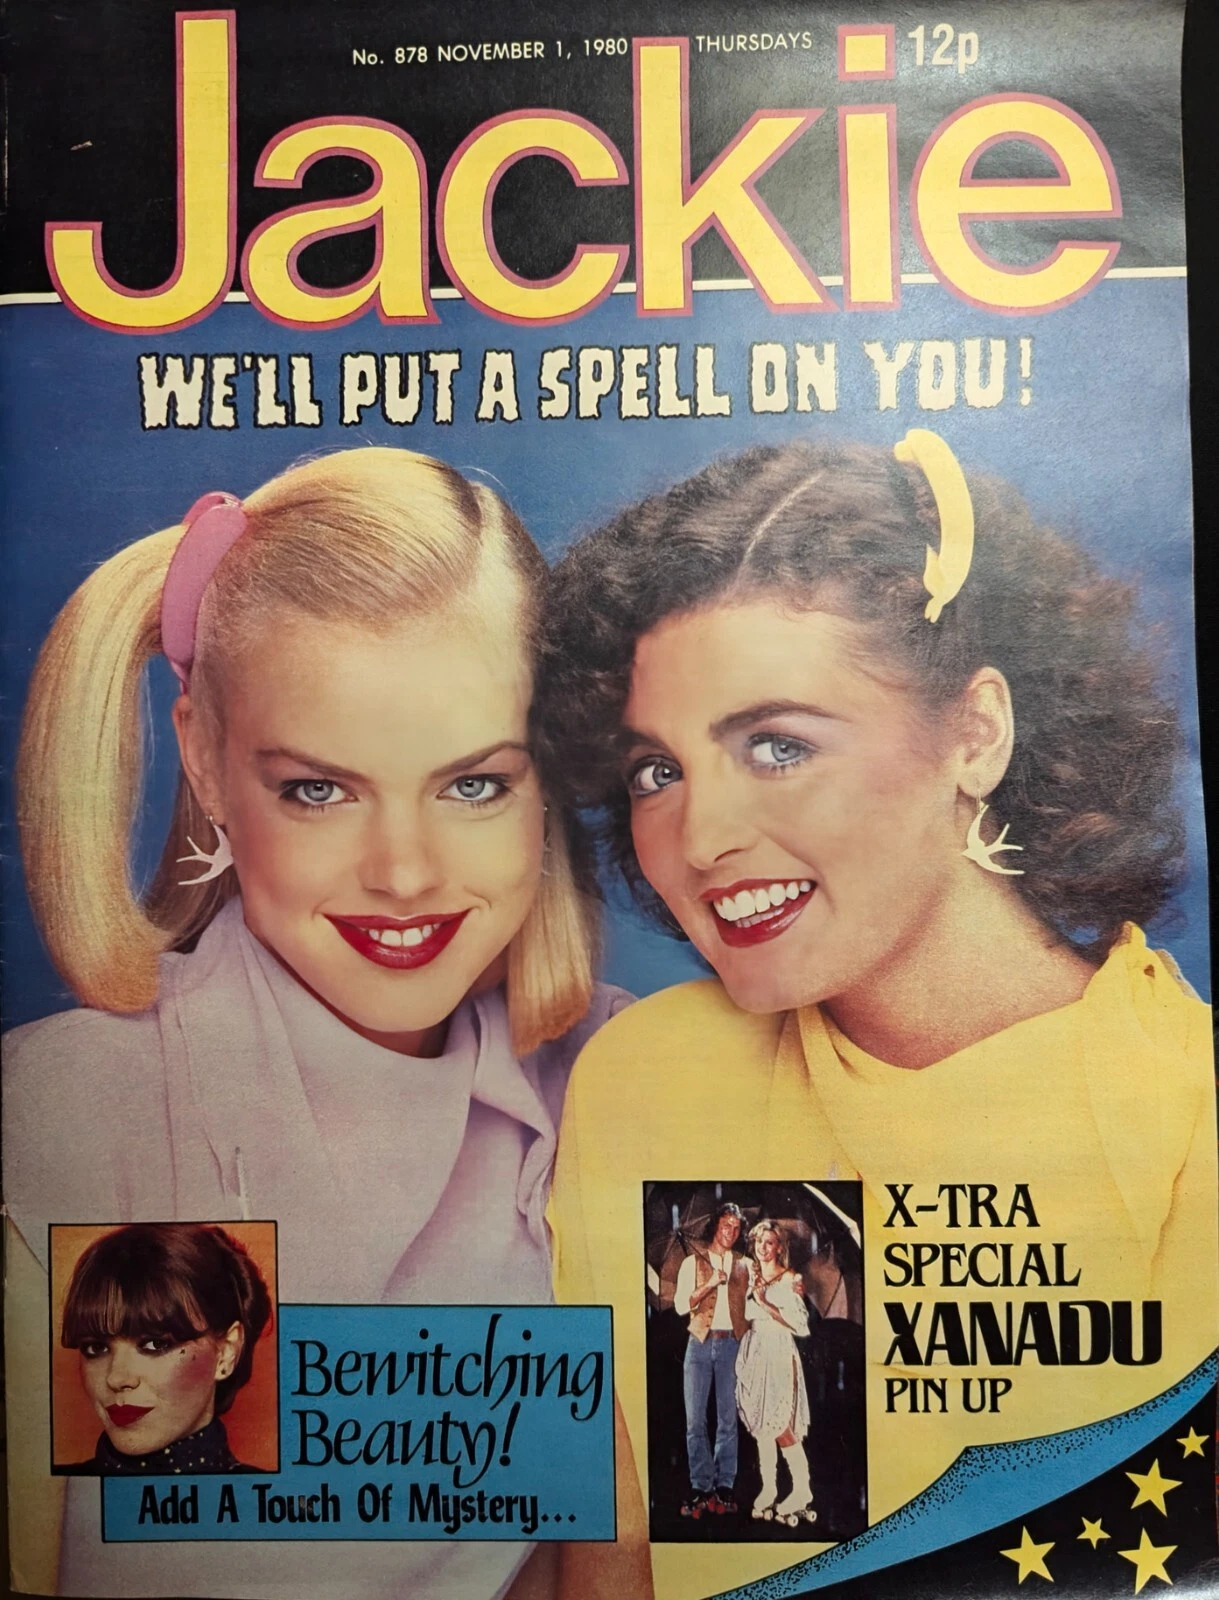 No. 878 NOVEMBER 1, 1980 THURSDAYS 12p
Jackie
WE'LL PUT A SPELL ON YOU!
X-TRA
SPECIAL
XANADU
PIN UP
Bewitching
Beauty!
Add A Touch Of Mystery...